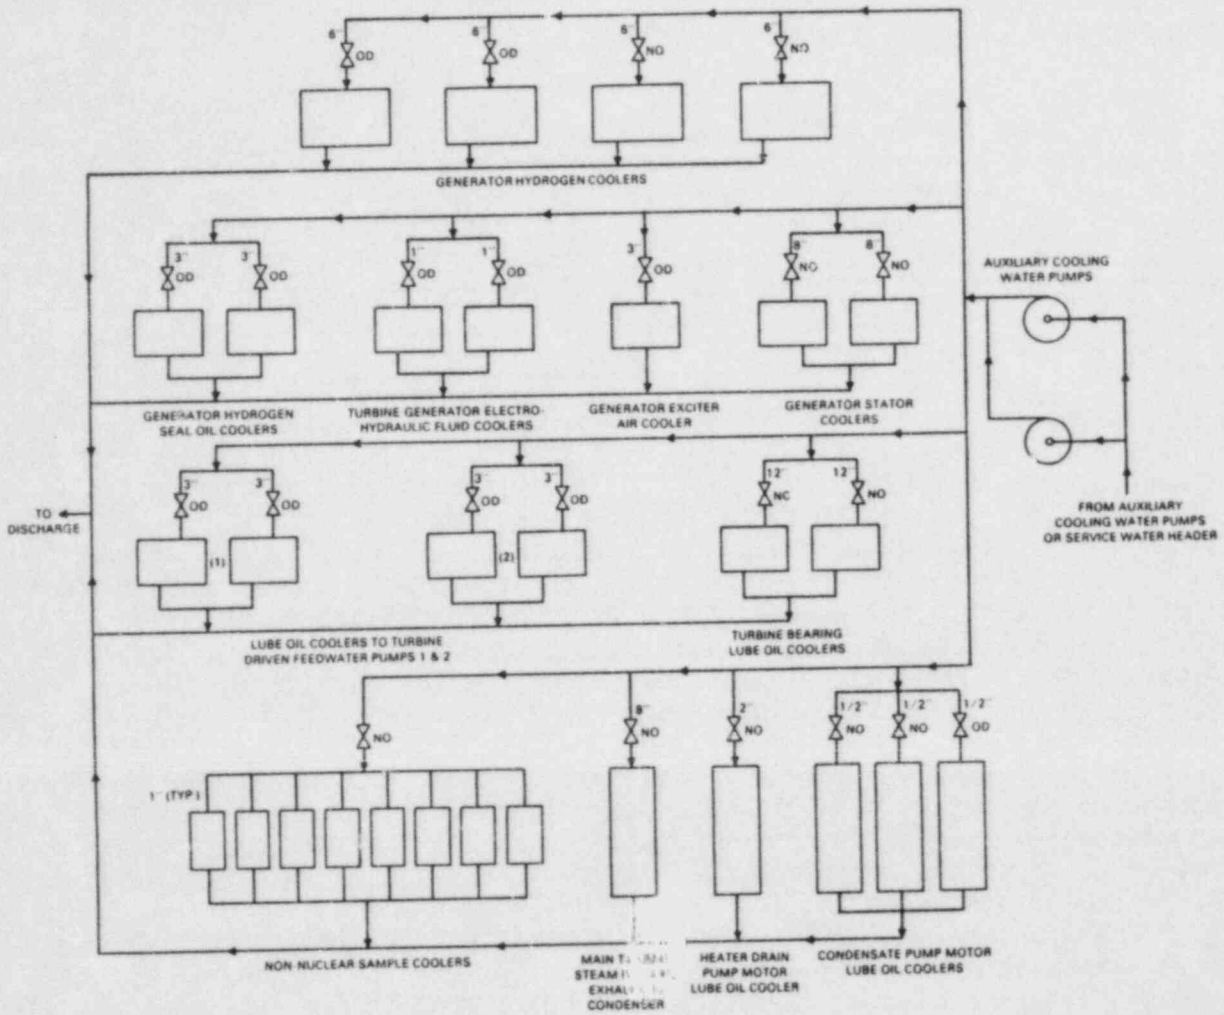 6" 6" 6" 6"
OD OD NO NO
GENERATOR HYDROGEN COOLERS
3" 3" 1" 1" 3" 8" 8"
OD OD OD OD OD NO NO
AUXILIARY COOLING
WATER PUMPS
GENERATOR HYDROGEN
SEAL OIL COOLERS
TURBINE GENERATOR ELECTRO-
HYDRAULIC FLUID COOLERS
GENERATOR EXCITER
AIR COOLER
GENERATOR STATOR
COOLERS
3" 3" 3" 3" 12" 12"
OD OD OD OD NC NO
TO
DISCHARGE
FROM AUXILIARY
COOLING WATER PUMPS
OR SERVICE WATER HEADER
(1) (2)
LUBE OIL COOLERS TO TURBINE
DRIVEN FEEDWATER PUMPS 1 & 2
TURBINE BEARING
LUBE OIL COOLERS
8" 2" 1/2" 1/2" 1/2"
NO NO NO NO NO OD
1" (TYP.)
NON-NUCLEAR SAMPLE COOLERS
MAIN
STEAM
CONDENSER
HEATER DRAIN
PUMP MOTOR
LUBE OIL COOLER
CONDENSATE PUMP MOTOR
LUBE OIL COOLERS